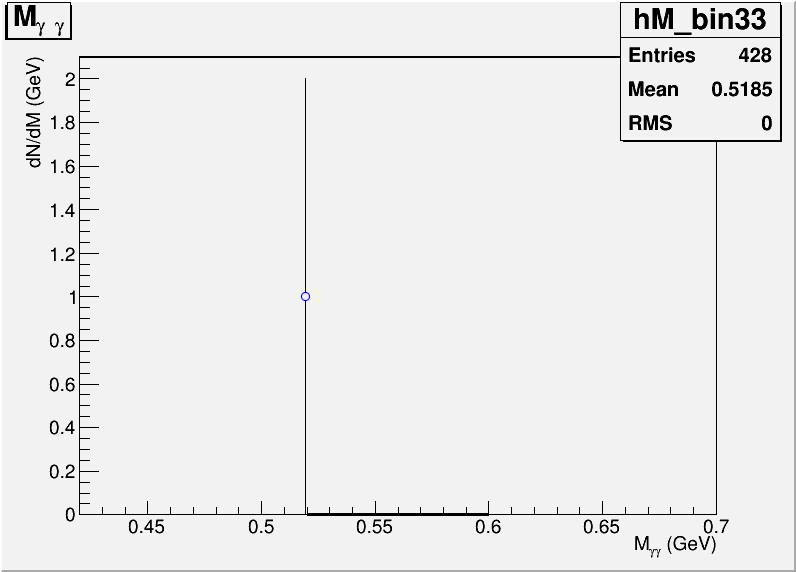 M γ γ
hM_bin33
Entries 428
Mean 0.5185
RMS 0
dN/dM (GeV)
2
1.8
1.6
1.4
1.2
1
0.8
0.6
0.4
0.2
0
0.45 0.5 0.55 0.6 0.65 0.7
Mγγ (GeV)